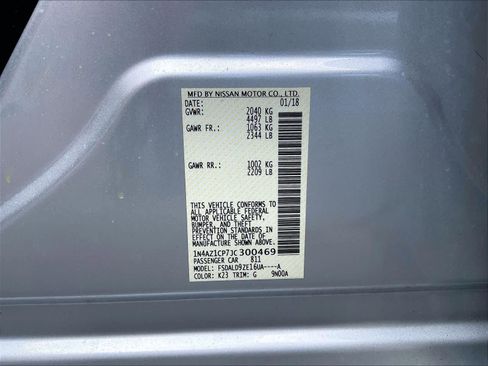 MFD BY NISSAN MOTOR CO., LTD.
DATE: 01/18
GVWR: 2040 KG
4497 LB
GAWR FR.: 1063 KG
2344 LB
GAWR RR.: 1002 KG
2209 LB
THIS VEHICLE CONFORMS TO
ALL APPLICABLE FEDERAL
MOTOR VEHICLE SAFETY,
BUMPER, AND THEFT
PREVENTION STANDARDS IN
EFFECT ON THE DATE OF
MANUFACTURE SHOWN ABOVE.
1N4AZ1CP7JC300469
PASSENGER CAR 811
MODEL: FSDALD9ZE16UA----A
COLOR: K23 TRIM: G 9N00A